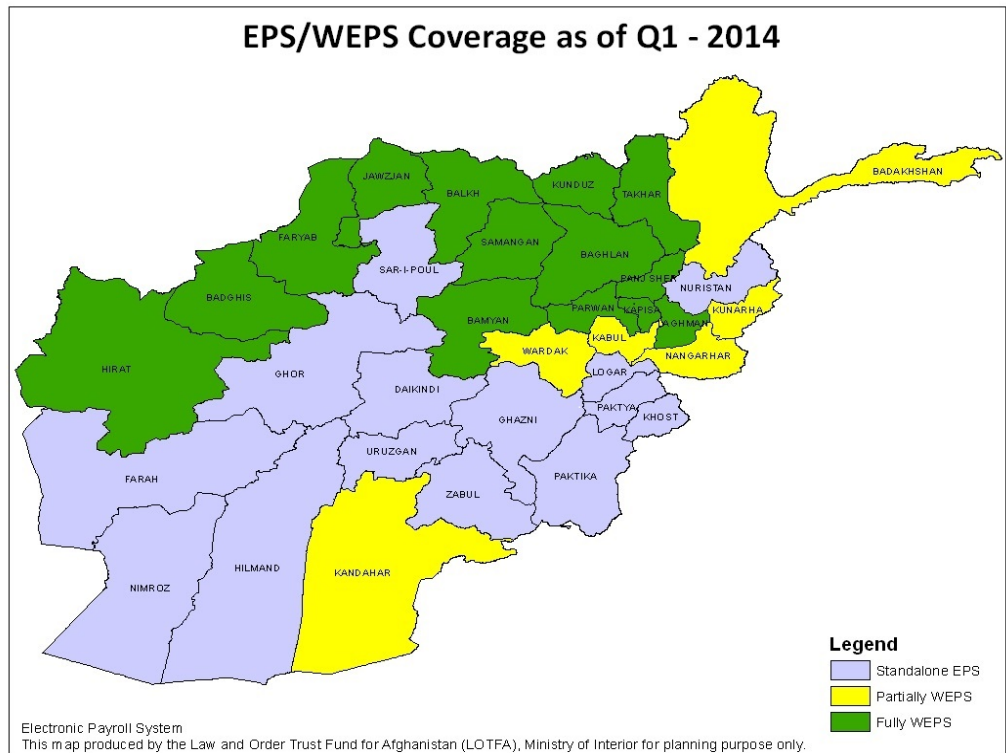 EPS/WEPS Coverage as of Q1 - 2014
BADAKHSHAN
JAWZJAN
BALKH
KUNDUZ
TAKHAR
FARYAB
SAMANGAN
BAGHLAN
SAR-I-POUL
PANJ SHER
NURISTAN
BADGHIS
BAMYAN
PARWAN
KAPISA
KUNARHA
AGHMAN
KABUL
WARDAK
NANGARHAR
HIRAT
GHOR
DAIKINDI
LOGAR
PAKTYA
KHOST
GHAZNI
URUZGAN
FARAH
PAKTIKA
ZABUL
HILMAND
KANDAHAR
NIMROZ
Legend
Standalone EPS
Partially WEPS
Fully WEPS
Electronic Payroll System
This map produced by the Law and Order Trust Fund for Afghanistan (LOTFA), Ministry of Interior for planning purpose only.